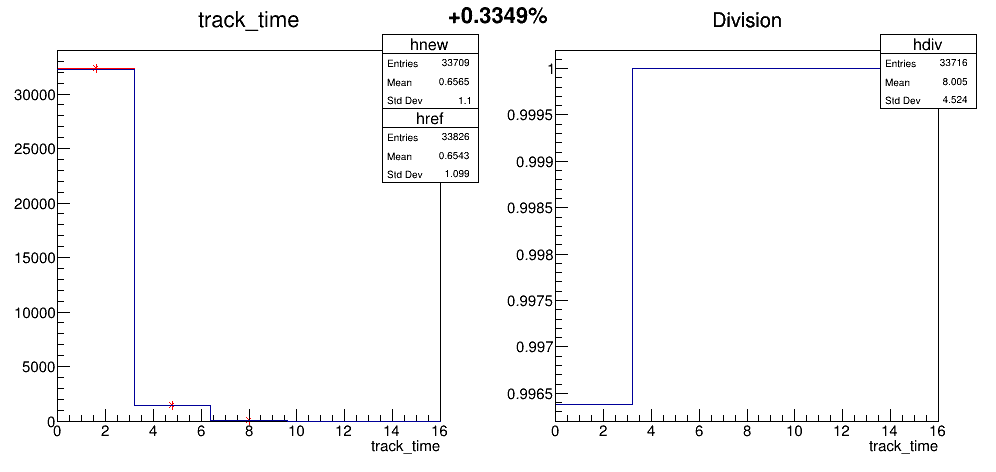 track_time
+0.3349%
Division
hnew
Entries 33709
Mean 0.6565
Std Dev 1.1
href
Entries 33826
Mean 0.6543
Std Dev 1.099
30000
25000
20000
15000
10000
5000
0
0 2 4 6 8 10 12 14 16
track_time
hdiv
Entries 33716
Mean 8.005
Std Dev 4.524
1
0.9995
0.999
0.9985
0.998
0.9975
0.997
0.9965
0 2 4 6 8 10 12 14 16
track_time